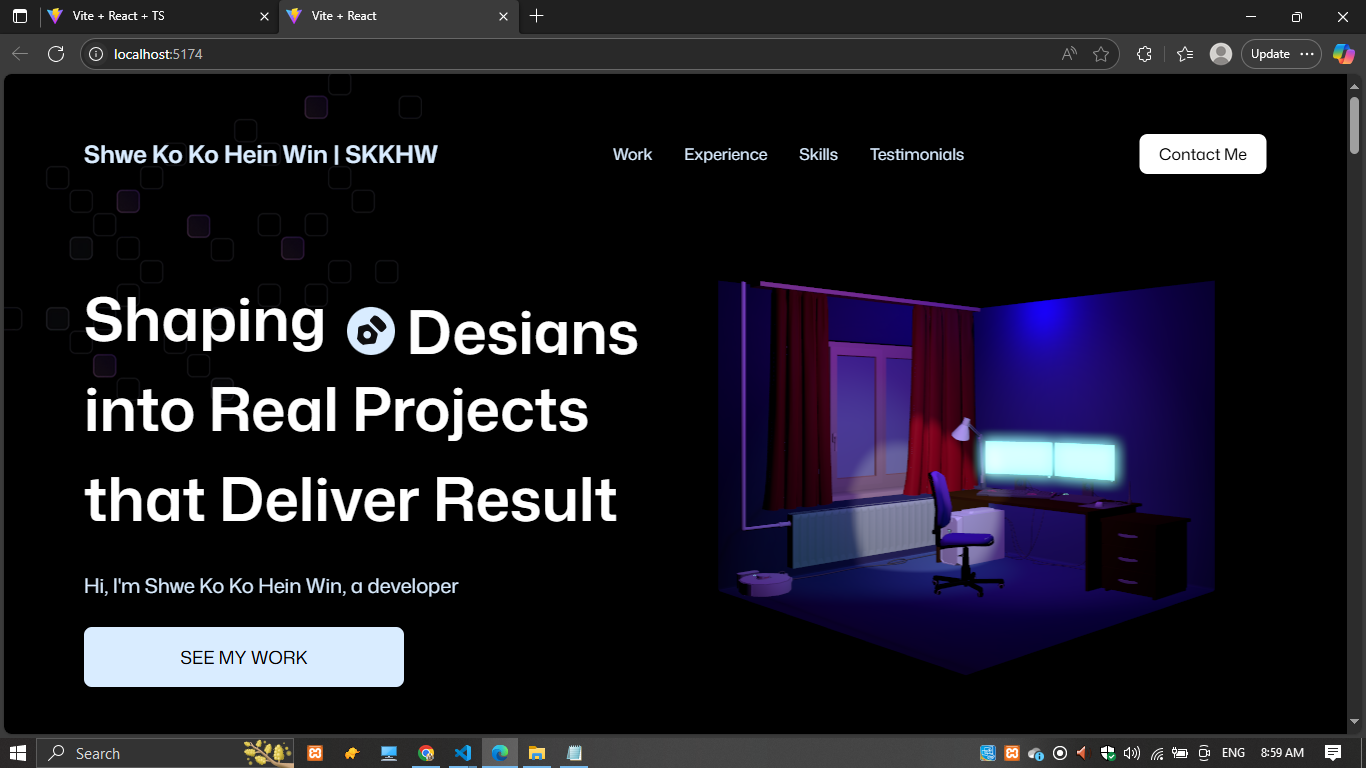 Vite + React + TS
Vite + React
localhost:5174
Update
Shwe Ko Ko Hein Win | SKKHW
Work
Experience
Skills
Testimonials
Contact Me
Shaping Designs
into Real Projects
that Deliver Result
Hi, I'm Shwe Ko Ko Hein Win, a developer
SEE MY WORK
Search
ENG
8:59 AM